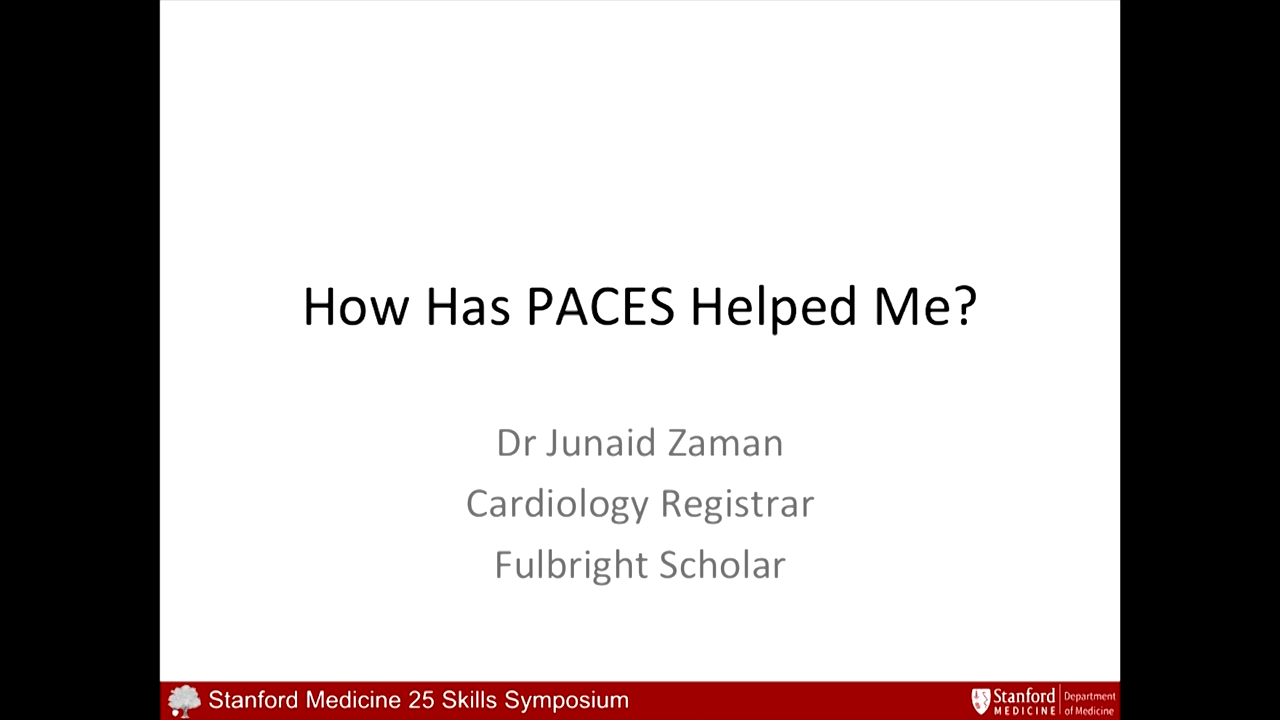 How Has PACES Helped Me?
Dr Junaid Zaman
Cardiology Registrar
Fulbright Scholar
Stanford Medicine 25 Skills Symposium
Stanford
MEDICINE
Department
of Medicine